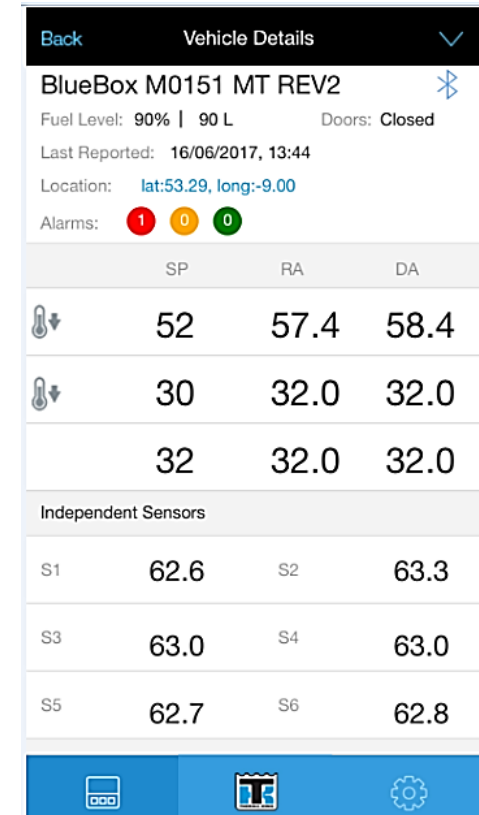 Back Vehicle Details
BlueBox M0151 MT REV2
Fuel Level: 90% | 90 L Doors: Closed
Last Reported: 16/06/2017, 13:44
Location: lat:53.29, long:-9.00
Alarms: 1 0 0
SP RA DA
52 57.4 58.4
30 32.0 32.0
32 32.0 32.0
Independent Sensors
S1 62.6 S2 63.3
S3 63.0 S4 63.0
S5 62.7 S6 62.8